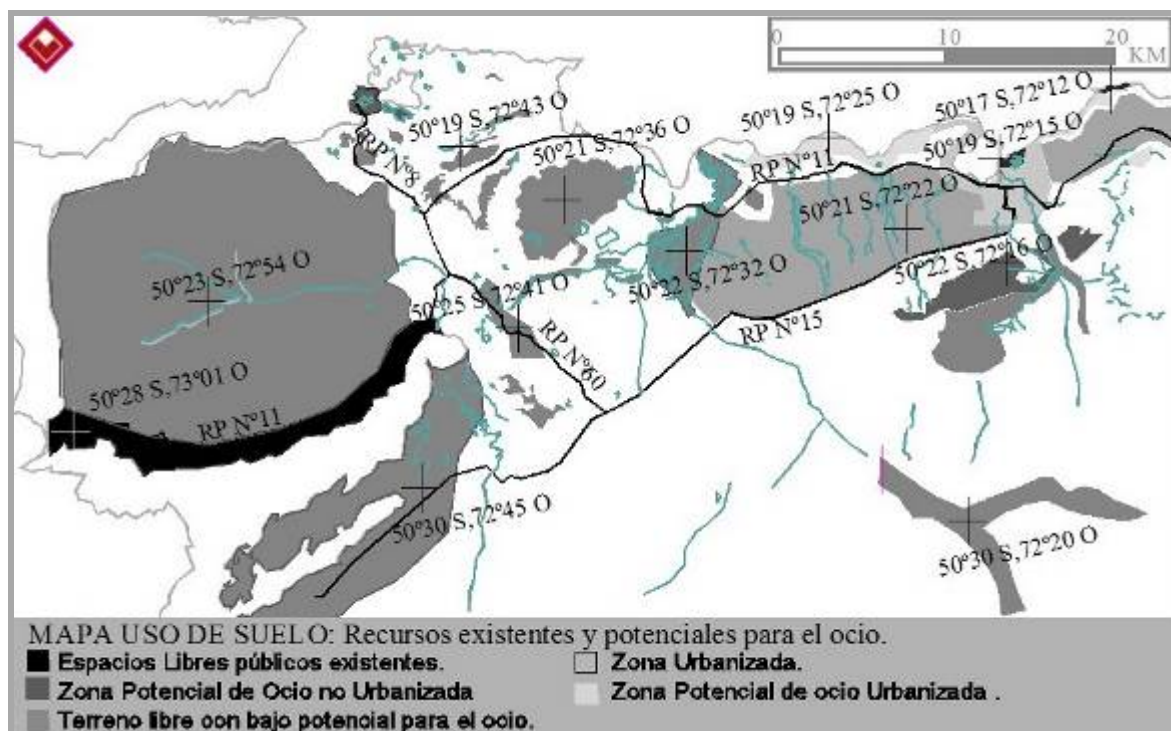 0 10 20
KM
50º17 S,72º12 O
50º19 S,72º43 O
50º19 S,72º25 O
50º19 S,72º15 O
50º21 S,72º36 O
RP Nº8
RP Nº11
50º21 S,72º22 O
50º23 S,72º54 O
50º22 S,72º32 O
50º22 S,72º16 O
50º25 S,72º41 O
RP Nº15
RP Nº60
50º28 S,73º01 O
RP Nº11
50º30 S,72º45 O
50º30 S,72º20 O
MAPA USO DE SUELO: Recursos existentes y potenciales para el ocio.
Espacios Libres públicos existentes.
Zona Urbanizada.
Zona Potencial de Ocio no Urbanizada
Zona Potencial de ocio Urbanizada .
Terreno libre con bajo potencial para el ocio.